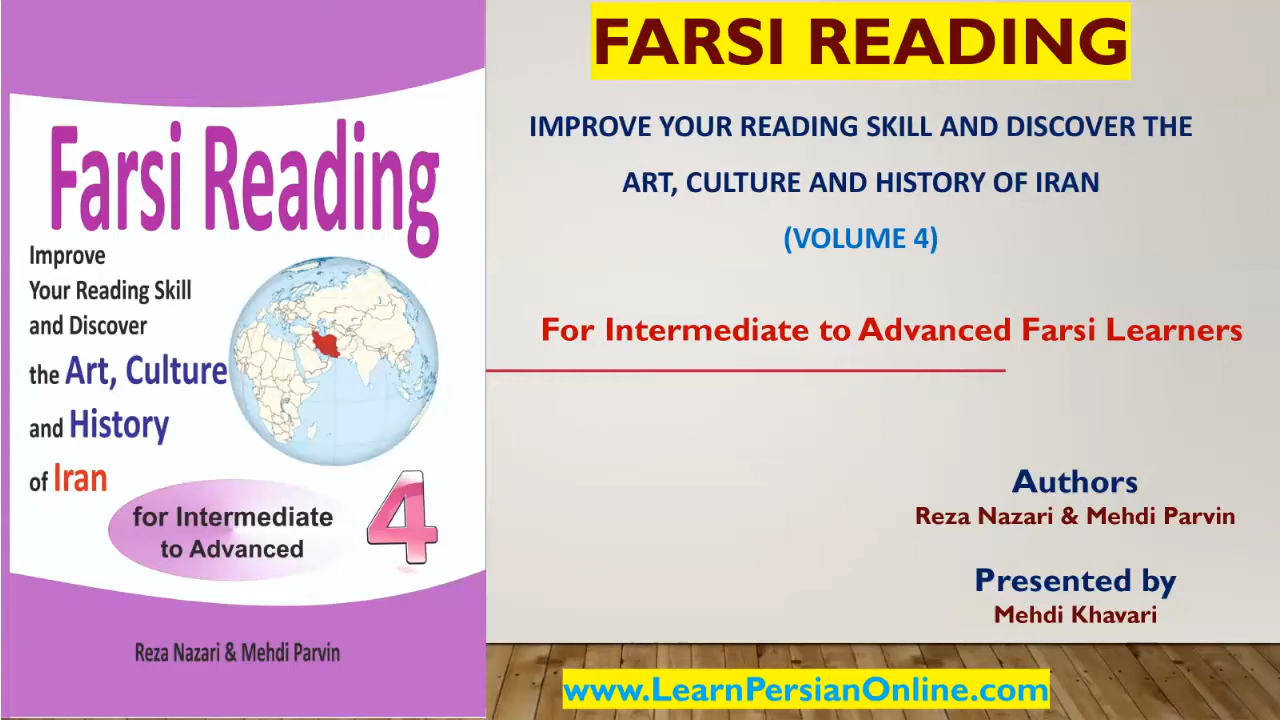 Farsi Reading
Improve
Your Reading Skill
and Discover
the Art, Culture
and History
of Iran
for Intermediate
to Advanced
4
Reza Nazari & Mehdi Parvin
FARSI READING
IMPROVE YOUR READING SKILL AND DISCOVER THE
ART, CULTURE AND HISTORY OF IRAN
(VOLUME 4)
For Intermediate to Advanced Farsi Learners
Authors
Reza Nazari & Mehdi Parvin
Presented by
Mehdi Khavari
www.LearnPersianOnline.com